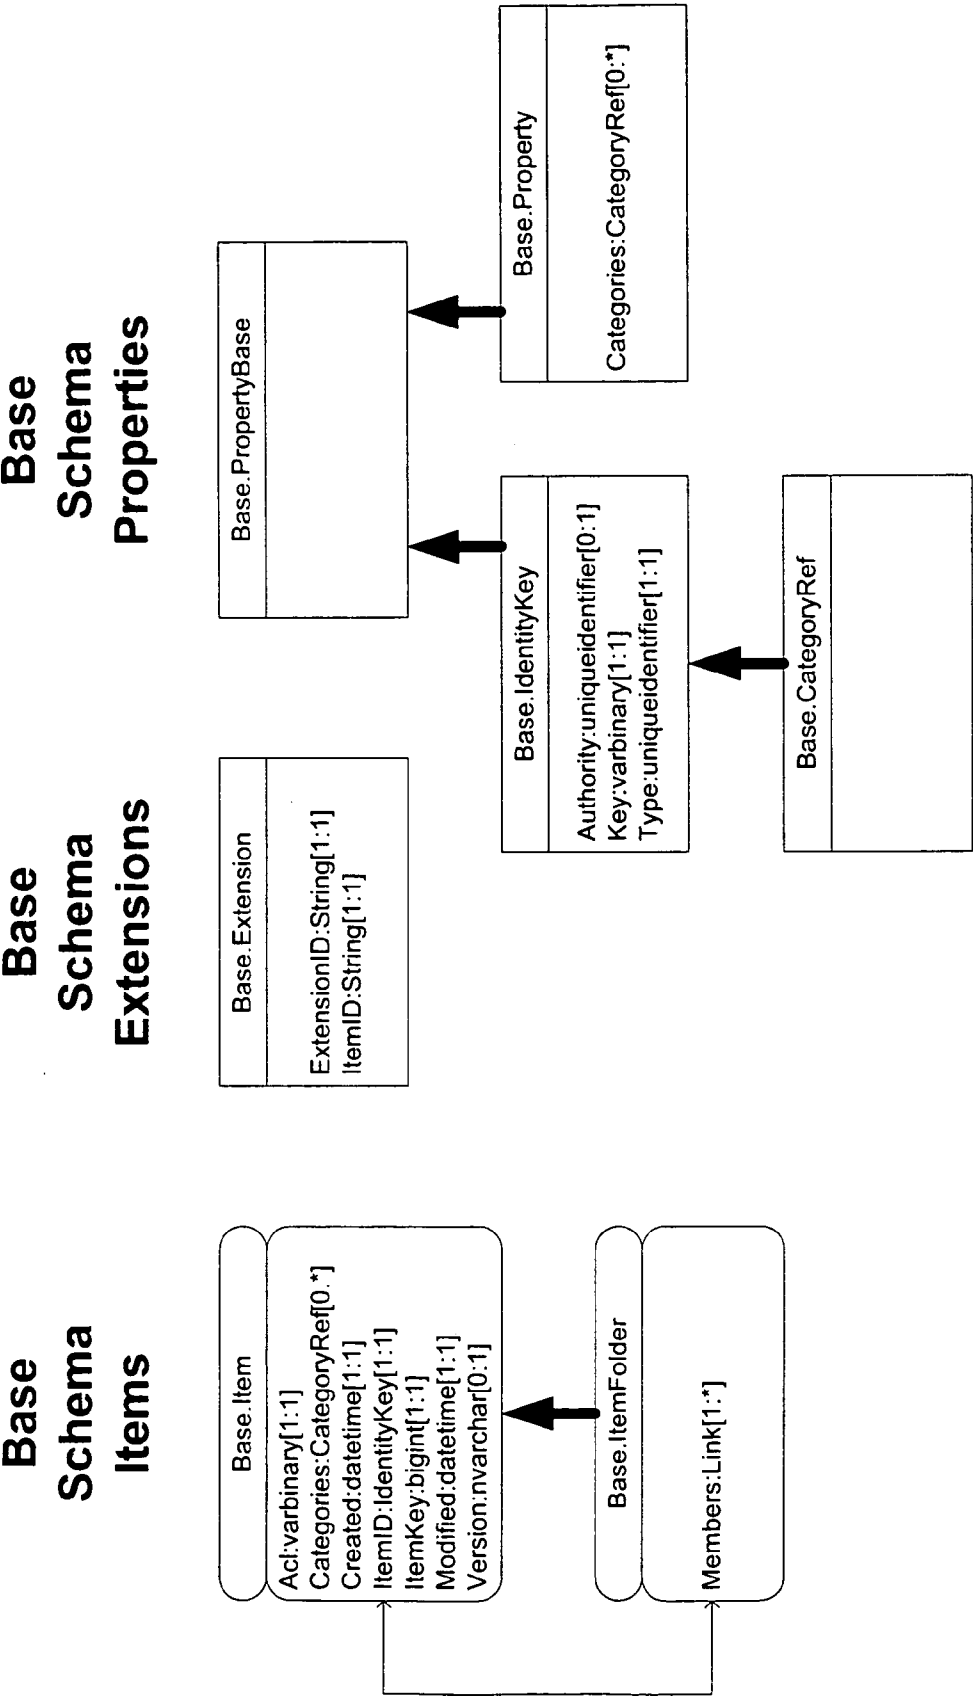 Base
Schema
Items
Base.Item
Acl:varbinary[1:1]
Categories:CategoryRef[0.*]
Created:datetime[1:1]
ItemID:IdentityKey[1:1]
ItemKey:bigint[1:1]
Modified:datetime[1:1]
Version:nvarchar[0:1]
Base.ItemFolder
Members:Link[1:*]
Base
Schema
Extensions
Base.Extension
ExtensionID:String[1:1]
ItemID:String[1:1]
Base
Schema
Properties
Base.PropertyBase
Base.IdentityKey
Authority:uniqueidentifier[0:1]
Key:varbinary[1:1]
Type:uniqueidentifier[1:1]
Base.Property
Categories:CategoryRef[0:*]
Base.CategoryRef